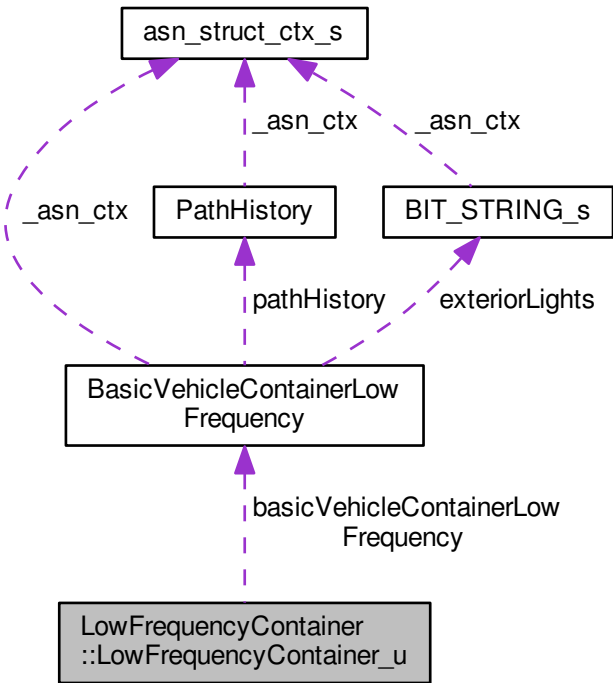 asn_struct_ctx_s
_asn_ctx
_asn_ctx
_asn_ctx
PathHistory
BIT_STRING_s
pathHistory
exteriorLights
BasicVehicleContainerLow
Frequency
basicVehicleContainerLow
Frequency
LowFrequencyContainer
::LowFrequencyContainer_u